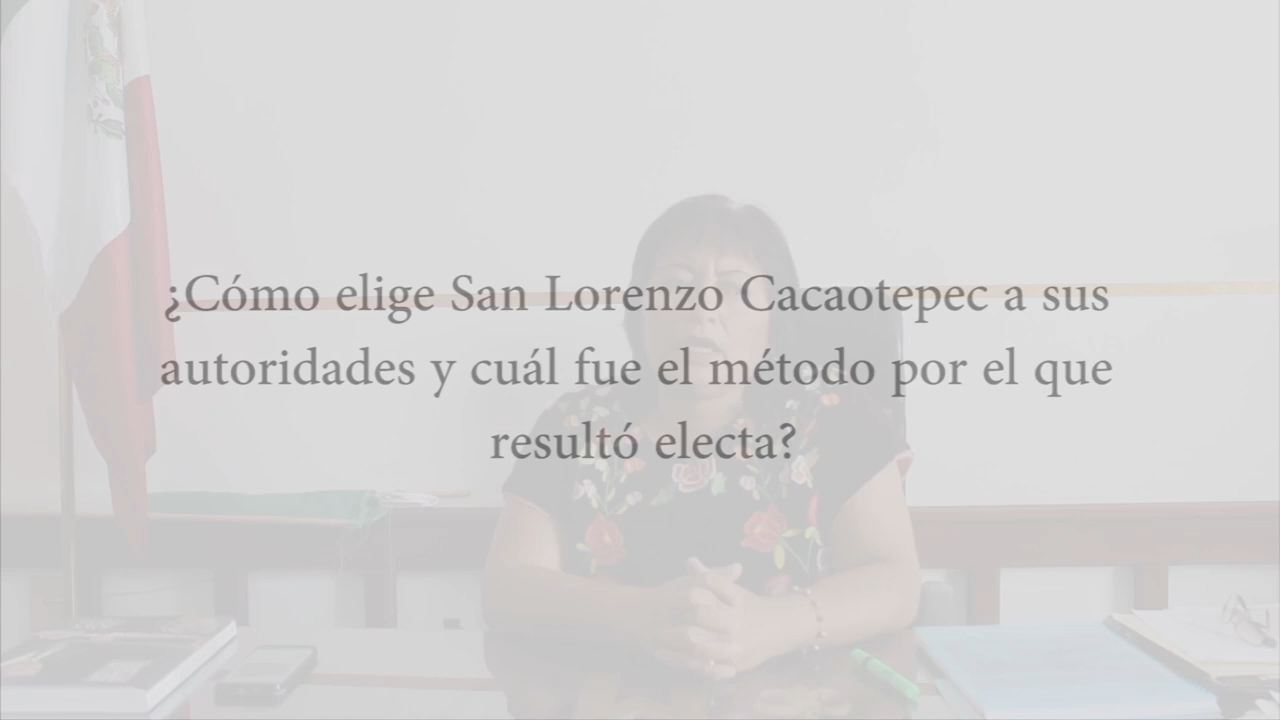 ¿Cómo elige San Lorenzo Cacaotepec a sus
autoridades y cuál fue el método por el que
resultó electa?